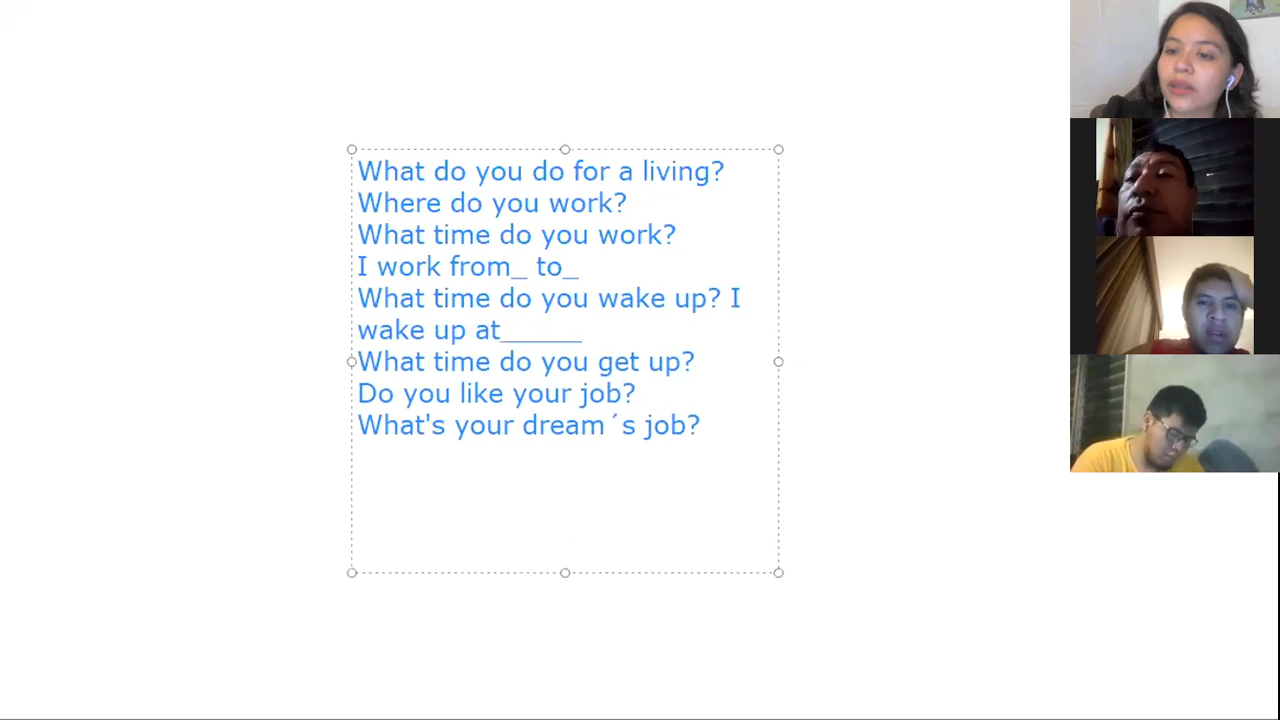 What do you do for a living?
Where do you work?
What time do you work?
I work from_ to_
What time do you wake up? I
wake up at______
What time do you get up?
Do you like your job?
What's your dream´s job?